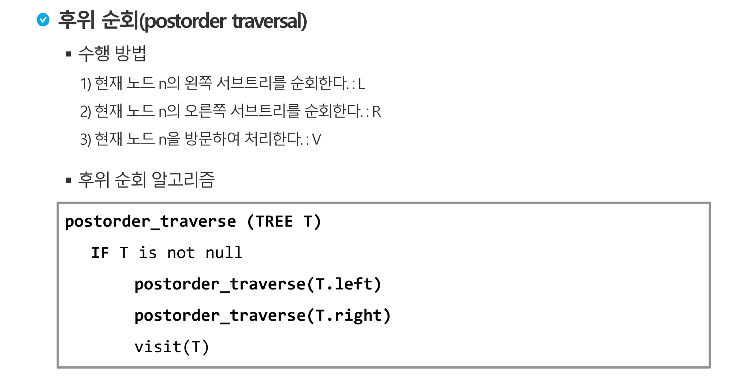 후위 순회(postorder traversal)
▪ 수행 방법
1) 현재 노드 n의 왼쪽 서브트리를 순회한다. : L
2) 현재 노드 n의 오른쪽 서브트리를 순회한다. : R
3) 현재 노드 n을 방문하여 처리한다. : V
▪ 후위 순회 알고리즘
postorder_traverse (TREE T)
IF T is not null
postorder_traverse(T.left)
postorder_traverse(T.right)
visit(T)